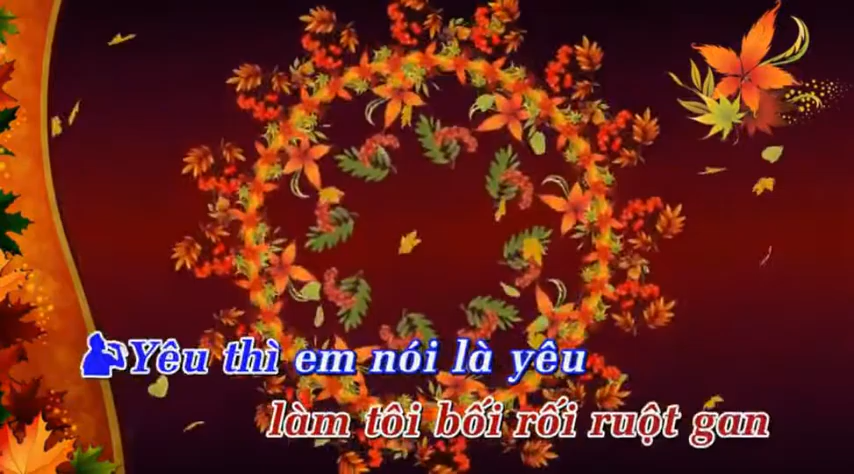 Yêu thì em nói là yêu
làm tôi bối rối ruột gan